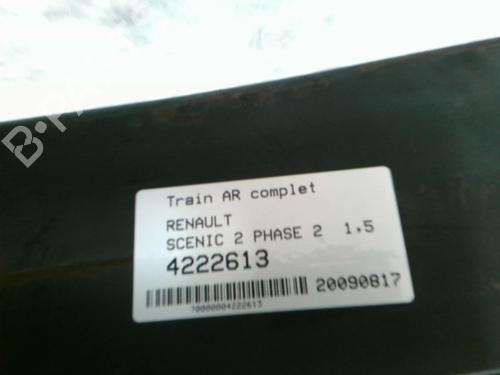 Train AR complet
RENAULT
SCENIC 2 PHASE 2 1.5
4222613
20090817
70000004222613